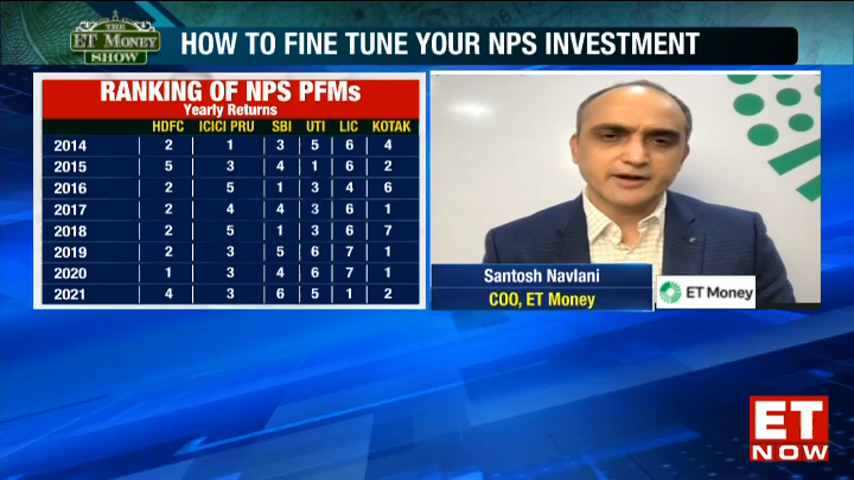 THE
ET MONEY
SHOW
HOW TO FINE TUNE YOUR NPS INVESTMENT
RANKING OF NPS PFMs
Yearly Returns
HDFC ICICI PRU SBI UTI LIC KOTAK
2014 2 1 3 5 6 4
2015 5 3 4 1 6 2
2016 2 5 1 3 4 6
2017 2 4 4 3 6 1
2018 2 5 1 3 6 7
2019 2 3 5 6 7 1
2020 1 3 4 6 7 1
2021 4 3 6 5 1 2
Santosh Navlani
COO, ET Money
ET Money
ET
NOW